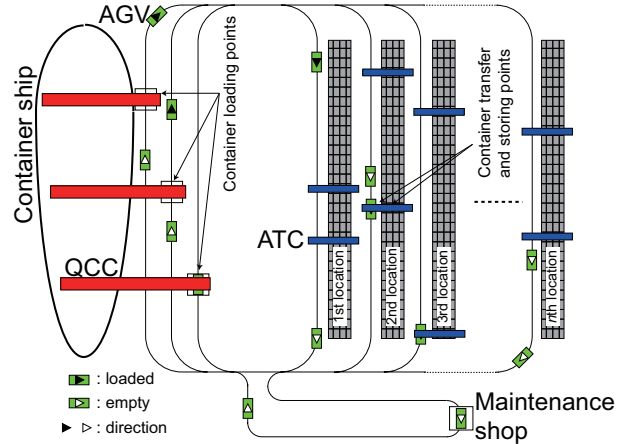 AGV
Container ship
QCC
Container loading points
ATC
1st location
2nd location
3rd location
nth location
Container transfer
and storing points
: loaded
: empty
: direction
Maintenance
shop